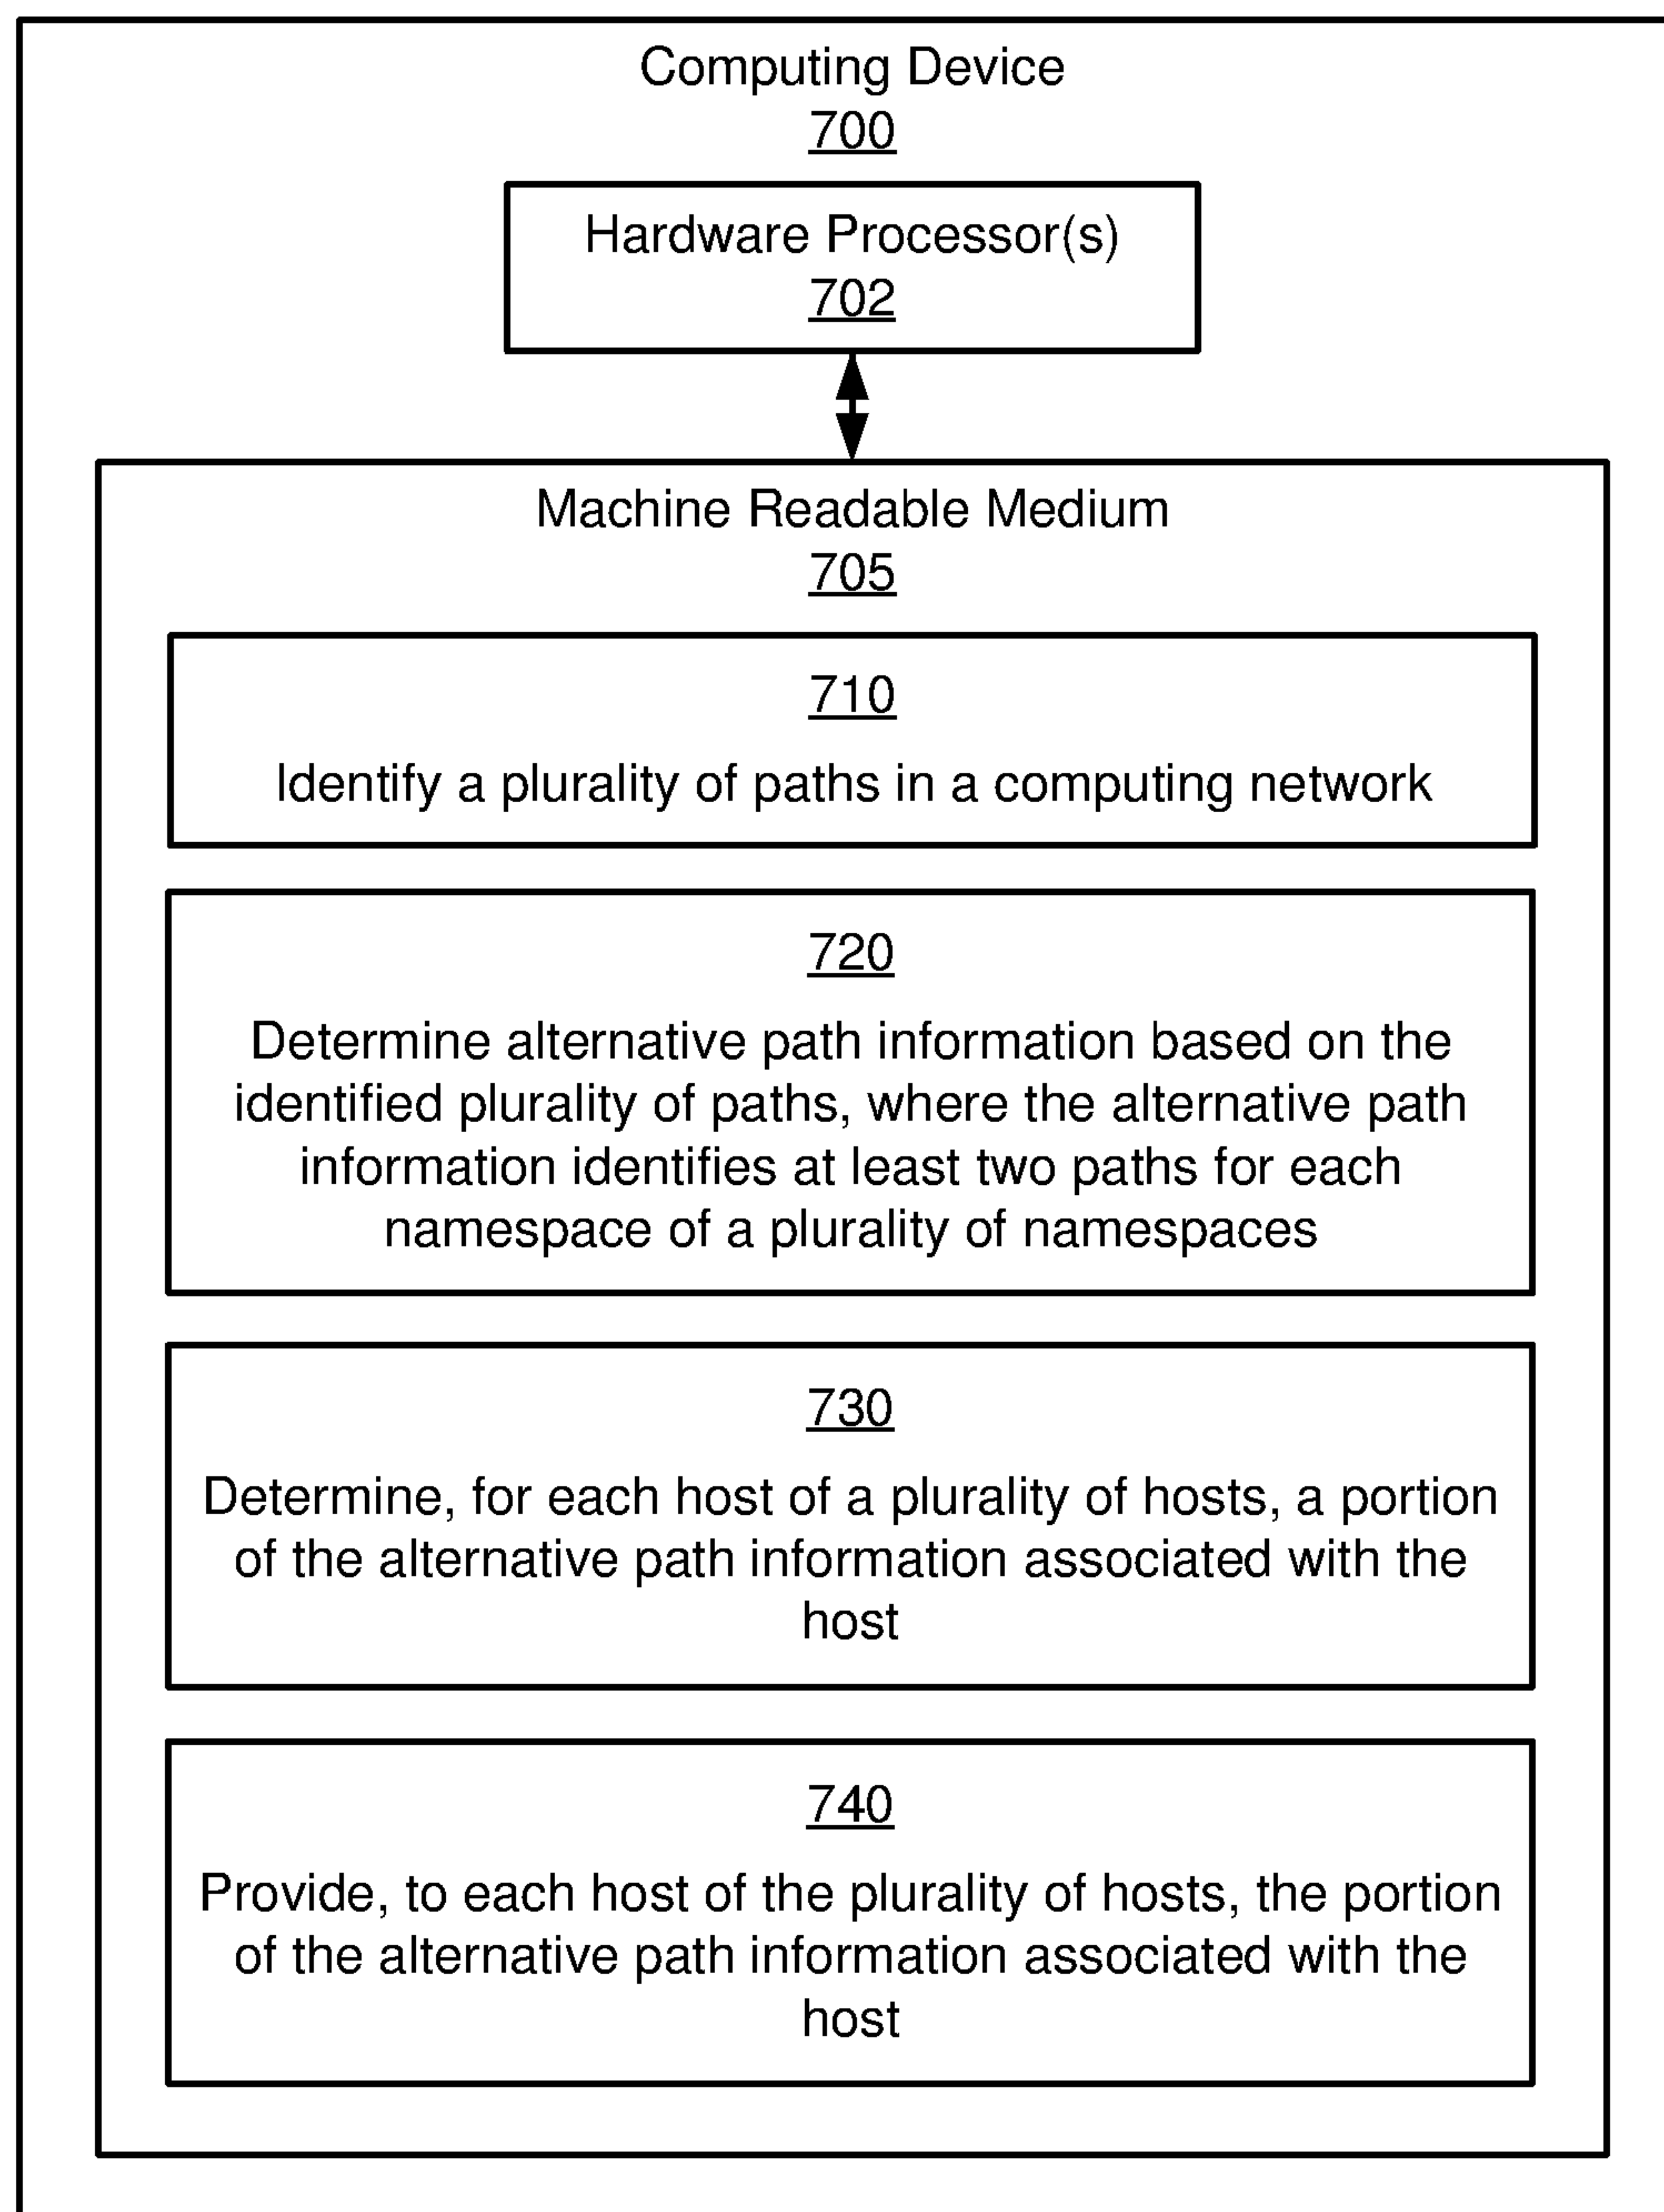 Computing Device
700
Hardware Processor(s)
702
Machine Readable Medium
705
710
Identify a plurality of paths in a computing network
720
Determine alternative path information based on the
identified plurality of paths, where the alternative path
information identifies at least two paths for each
namespace of a plurality of namespaces
730
Determine, for each host of a plurality of hosts, a portion
of the alternative path information associated with the
host
740
Provide, to each host of the plurality of hosts, the portion
of the alternative path information associated with the
host